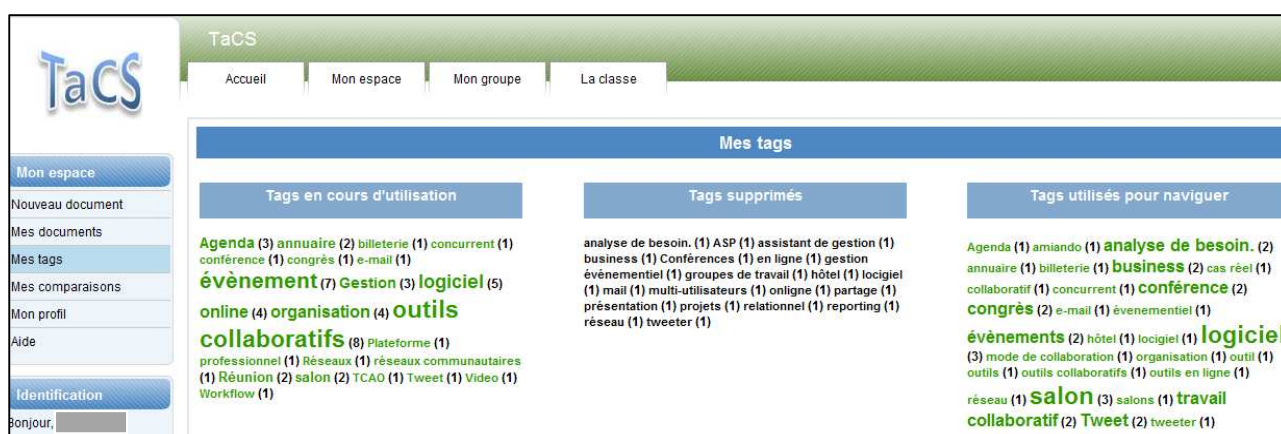 TaCS
TaCS
Accueil Mon espace Mon groupe La classe
Mon espace
Nouveau document
Mes documents
Mes tags
Mes comparaisons
Mon profil
Aide
Identification
Bonjour,
Mes tags
Tags en cours d'utilisation
Agenda (3) annuaire (2) billeterie (1) concurrent (1)
conférence (1) congrès (1) e-mail (1)
évènement (7) Gestion (3) logiciel (5)
online (4) organisation (4) outils
collaboratifs (8) Plateforme (1)
professionnel (1) Réseaux (1) réseaux communautaires
(1) Réunion (2) salon (2) TCAO (1) Tweet (1) Video (1)
Workflow (1)
Tags supprimés
analyse de besoin. (1) ASP (1) assistant de gestion (1)
business (1) Conférences (1) en ligne (1) gestion
évènementiel (1) groupes de travail (1) hôtel (1) locigiel
(1) mail (1) multi-utilisateurs (1) onligne (1) partage (1)
présentation (1) projets (1) relationnel (1) reporting (1)
réseau (1) tweeter (1)
Tags utilisés pour naviguer
Agenda (1) amiando (1) analyse de besoin. (2)
annuaire (1) billeterie (1) business (2) cas réel (1)
collaboratif (1) concurrent (1) conférence (2)
congrès (2) e-mail (1) évenementiel (1)
évènements (2) hôtel (1) locigiel (1) logiciel
(3) mode de collaboration (1) organisation (1) outil (1)
outils (1) outils collaboratifs (1) outils en ligne (1)
réseau (1) salon (3) salons (1) travail
collaboratif (2) Tweet (2) tweeter (1)